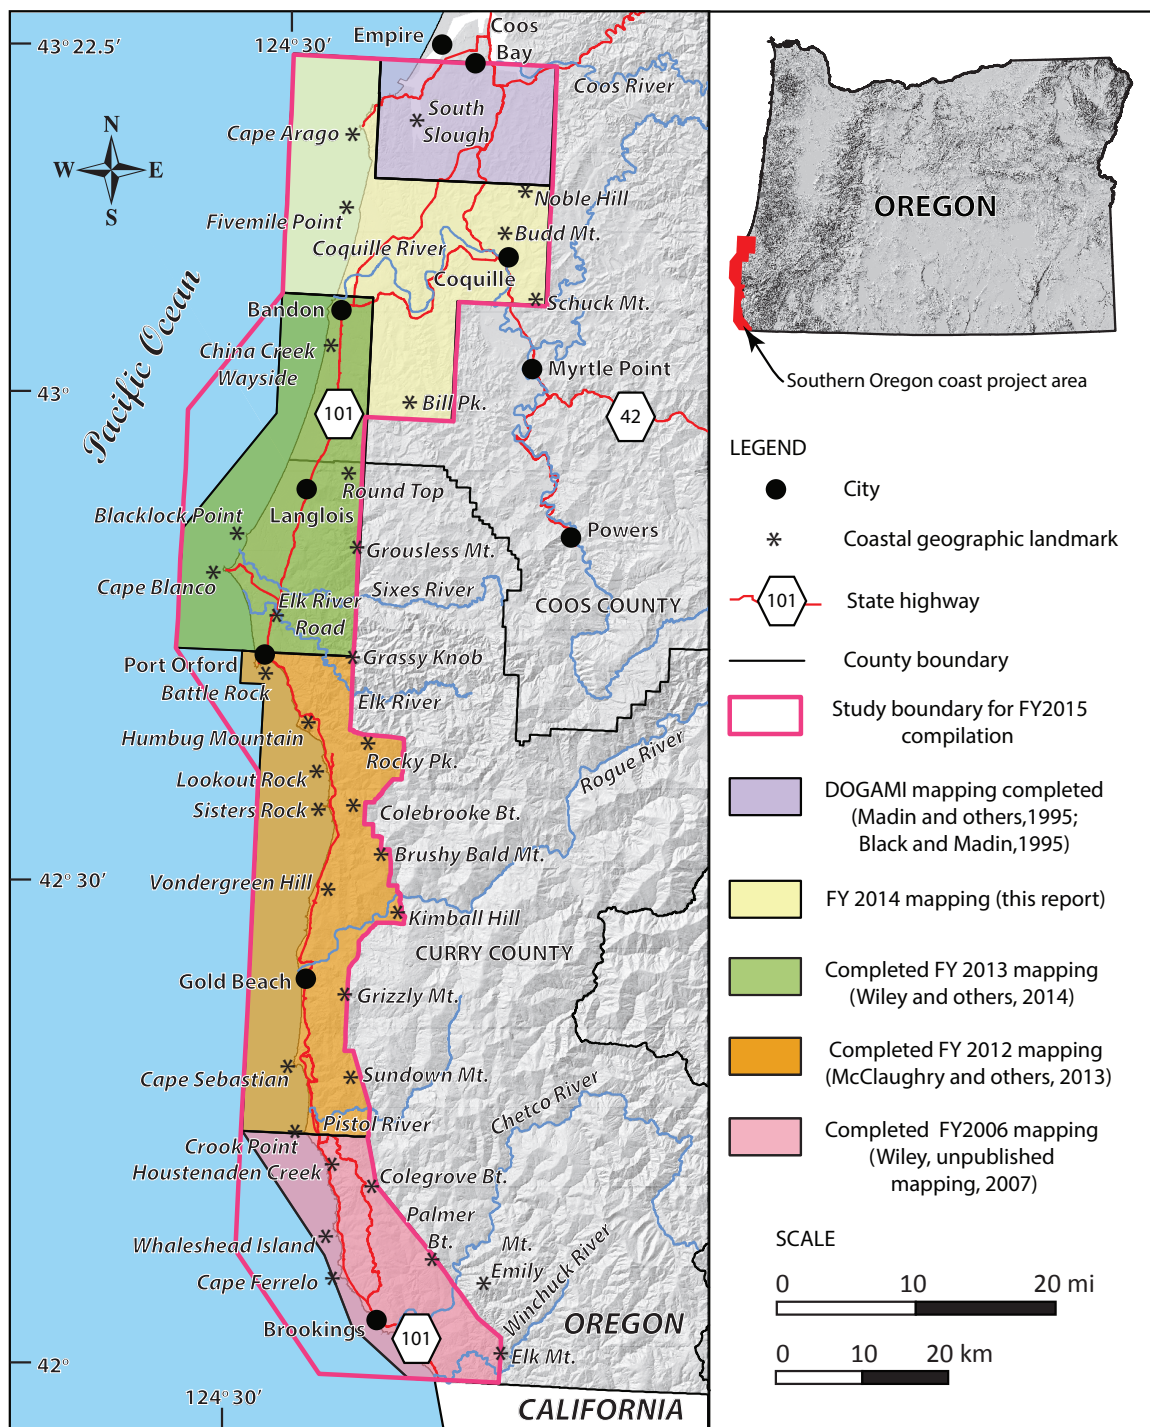 43° 22.5’
124° 30’
Empire
Coos
Bay
Coos River
South
Slough
Cape Arago
N
W
E
S
Noble Hill
Fivemile Point
Budd Mt.
Coquille River
Coquille
Schuck Mt.
Bandon
China Creek
Wayside
Pacific Ocean
Myrtle Point
43°
101
Bill Pk.
42
Round Top
Langlois
Blacklock Point
Powers
Grousless Mt.
Cape Blanco
Sixes River
Elk River
Road
COOS COUNTY
Port Orford
Grassy Knob
Battle Rock
Elk River
Humbug Mountain
Rocky Pk.
Rogue River
Lookout Rock
Sisters Rock
Colebrooke Bt.
Brushy Bald Mt.
42° 30’
Vondergreen Hill
Kimball Hill
CURRY COUNTY
Gold Beach
Grizzly Mt.
Cape Sebastian
Sundown Mt.
Chetco River
Pistol River
Crook Point
Houstenaden Creek
Colegrove Bt.
Palmer
Bt.
Whaleshead Island
Mt.
Emily
Cape Ferrelo
Winchuck River
Brookings
101
OREGON
Elk Mt.
42°
124° 30’
CALIFORNIA
OREGON
Southern Oregon coast project area
LEGEND
City
Coastal geographic landmark
101
State highway
County boundary
Study boundary for FY2015
compilation
DOGAMI mapping completed
(Madin and others,1995;
Black and Madin,1995)
FY 2014 mapping (this report)
Completed FY 2013 mapping
(Wiley and others, 2014)
Completed FY 2012 mapping
(McClaughry and others, 2013)
Completed  FY2006 mapping
(Wiley, unpublished
mapping, 2007)
SCALE
0 10 20 mi
0 10 20 km